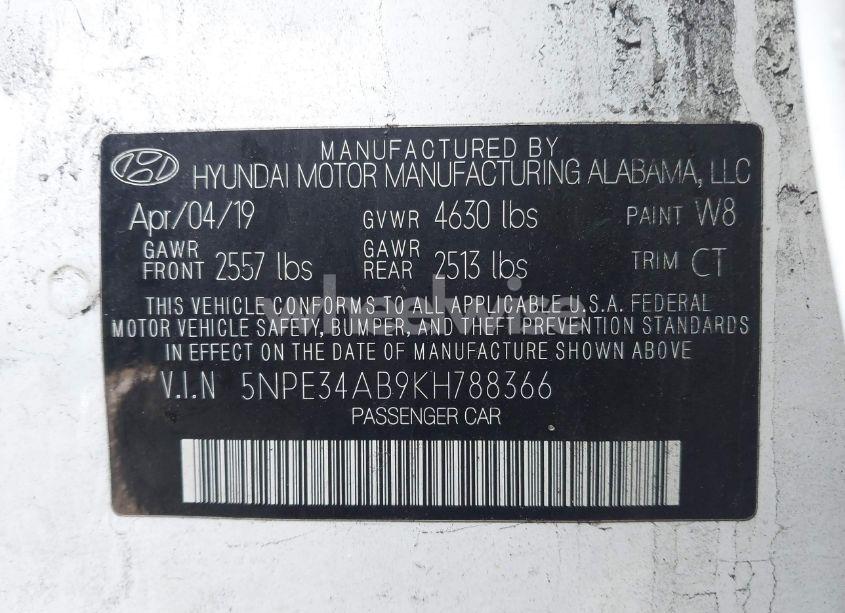 MANUFACTURED BY
HYUNDAI MOTOR MANUFACTURING ALABAMA, LLC
Apr/04/19 GVWR 4630 lbs PAINT W8
GAWR FRONT 2557 lbs GAWR REAR 2513 lbs TRIM CT
THIS VEHICLE CONFORMS TO ALL APPLICABLE U.S.A. FEDERAL
MOTOR VEHICLE SAFETY, BUMPER, AND THEFT PREVENTION STANDARDS
IN EFFECT ON THE DATE OF MANUFACTURE SHOWN ABOVE
V.I.N 5NPE34AB9KH788366
PASSENGER CAR
wheelwise